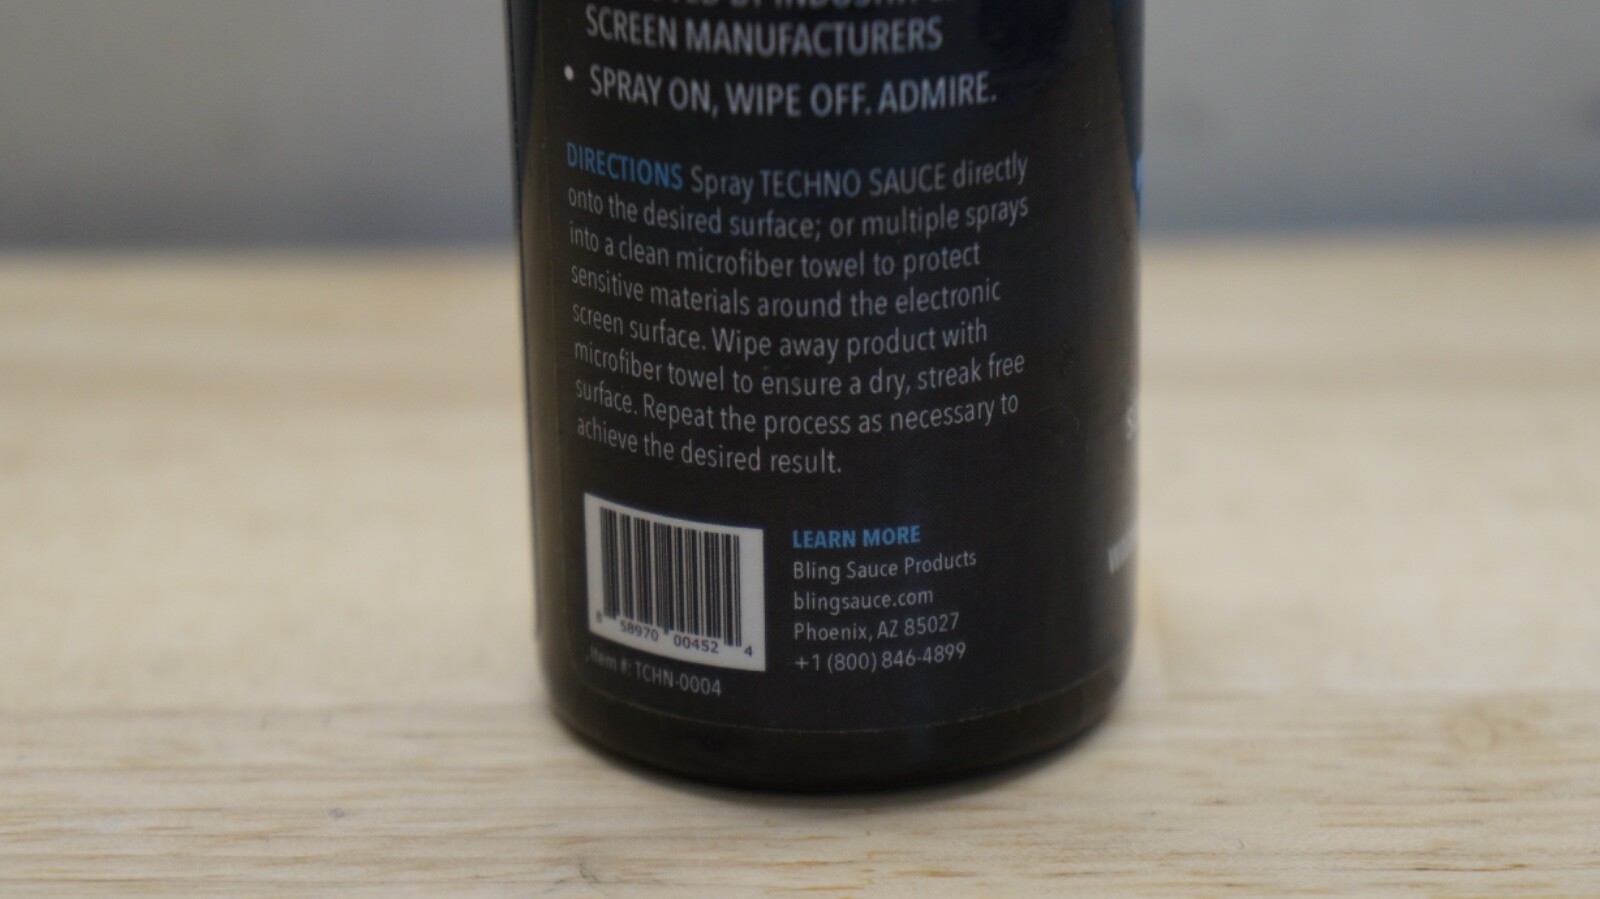 SCREEN MANUFACTURERS
• SPRAY ON, WIPE OFF. ADMIRE.
DIRECTIONS Spray TECHNO SAUCE directly
onto the desired surface; or multiple sprays
into a clean microfiber towel to protect
sensitive materials around the electronic
screen surface. Wipe away product with
microfiber towel to ensure a dry, streak free
surface. Repeat the process as necessary to
achieve the desired result.
8 58970 00452 4
Item #: TCHN-0004
LEARN MORE
Bling Sauce Products
blingsauce.com
Phoenix, AZ 85027
+1 (800) 846-4899